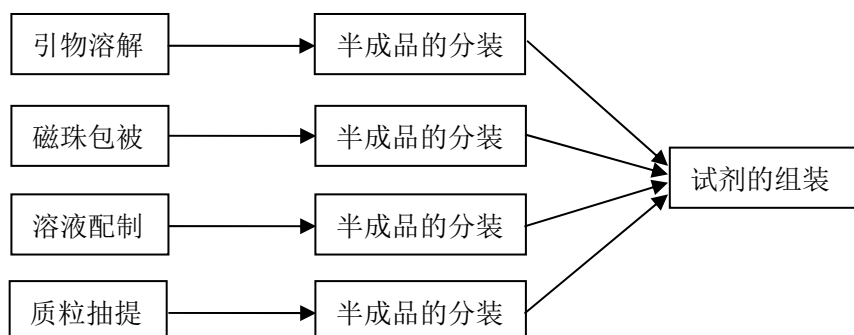 引物溶解
半成品的分装
磁珠包被
半成品的分装
试剂的组装
溶液配制
半成品的分装
质粒抽提
半成品的分装